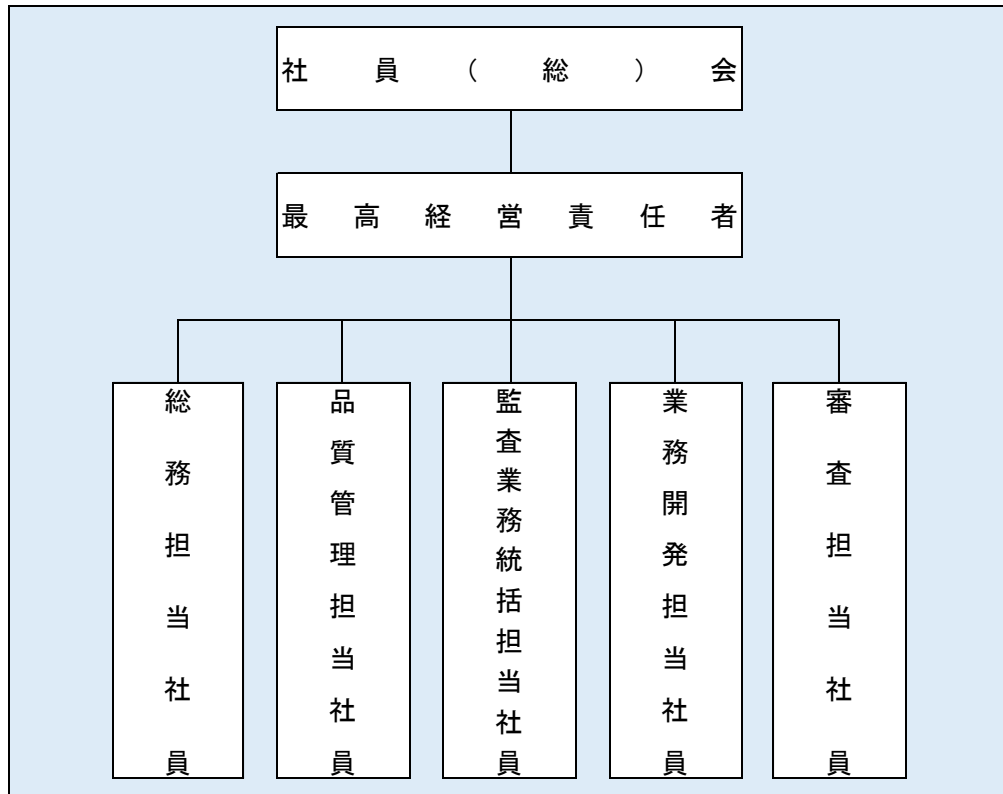 社員（総）会
最高経営責任者
総務担当社員
品質管理担当社員
監査業務統括担当社員
業務開発担当社員
審査担当社員